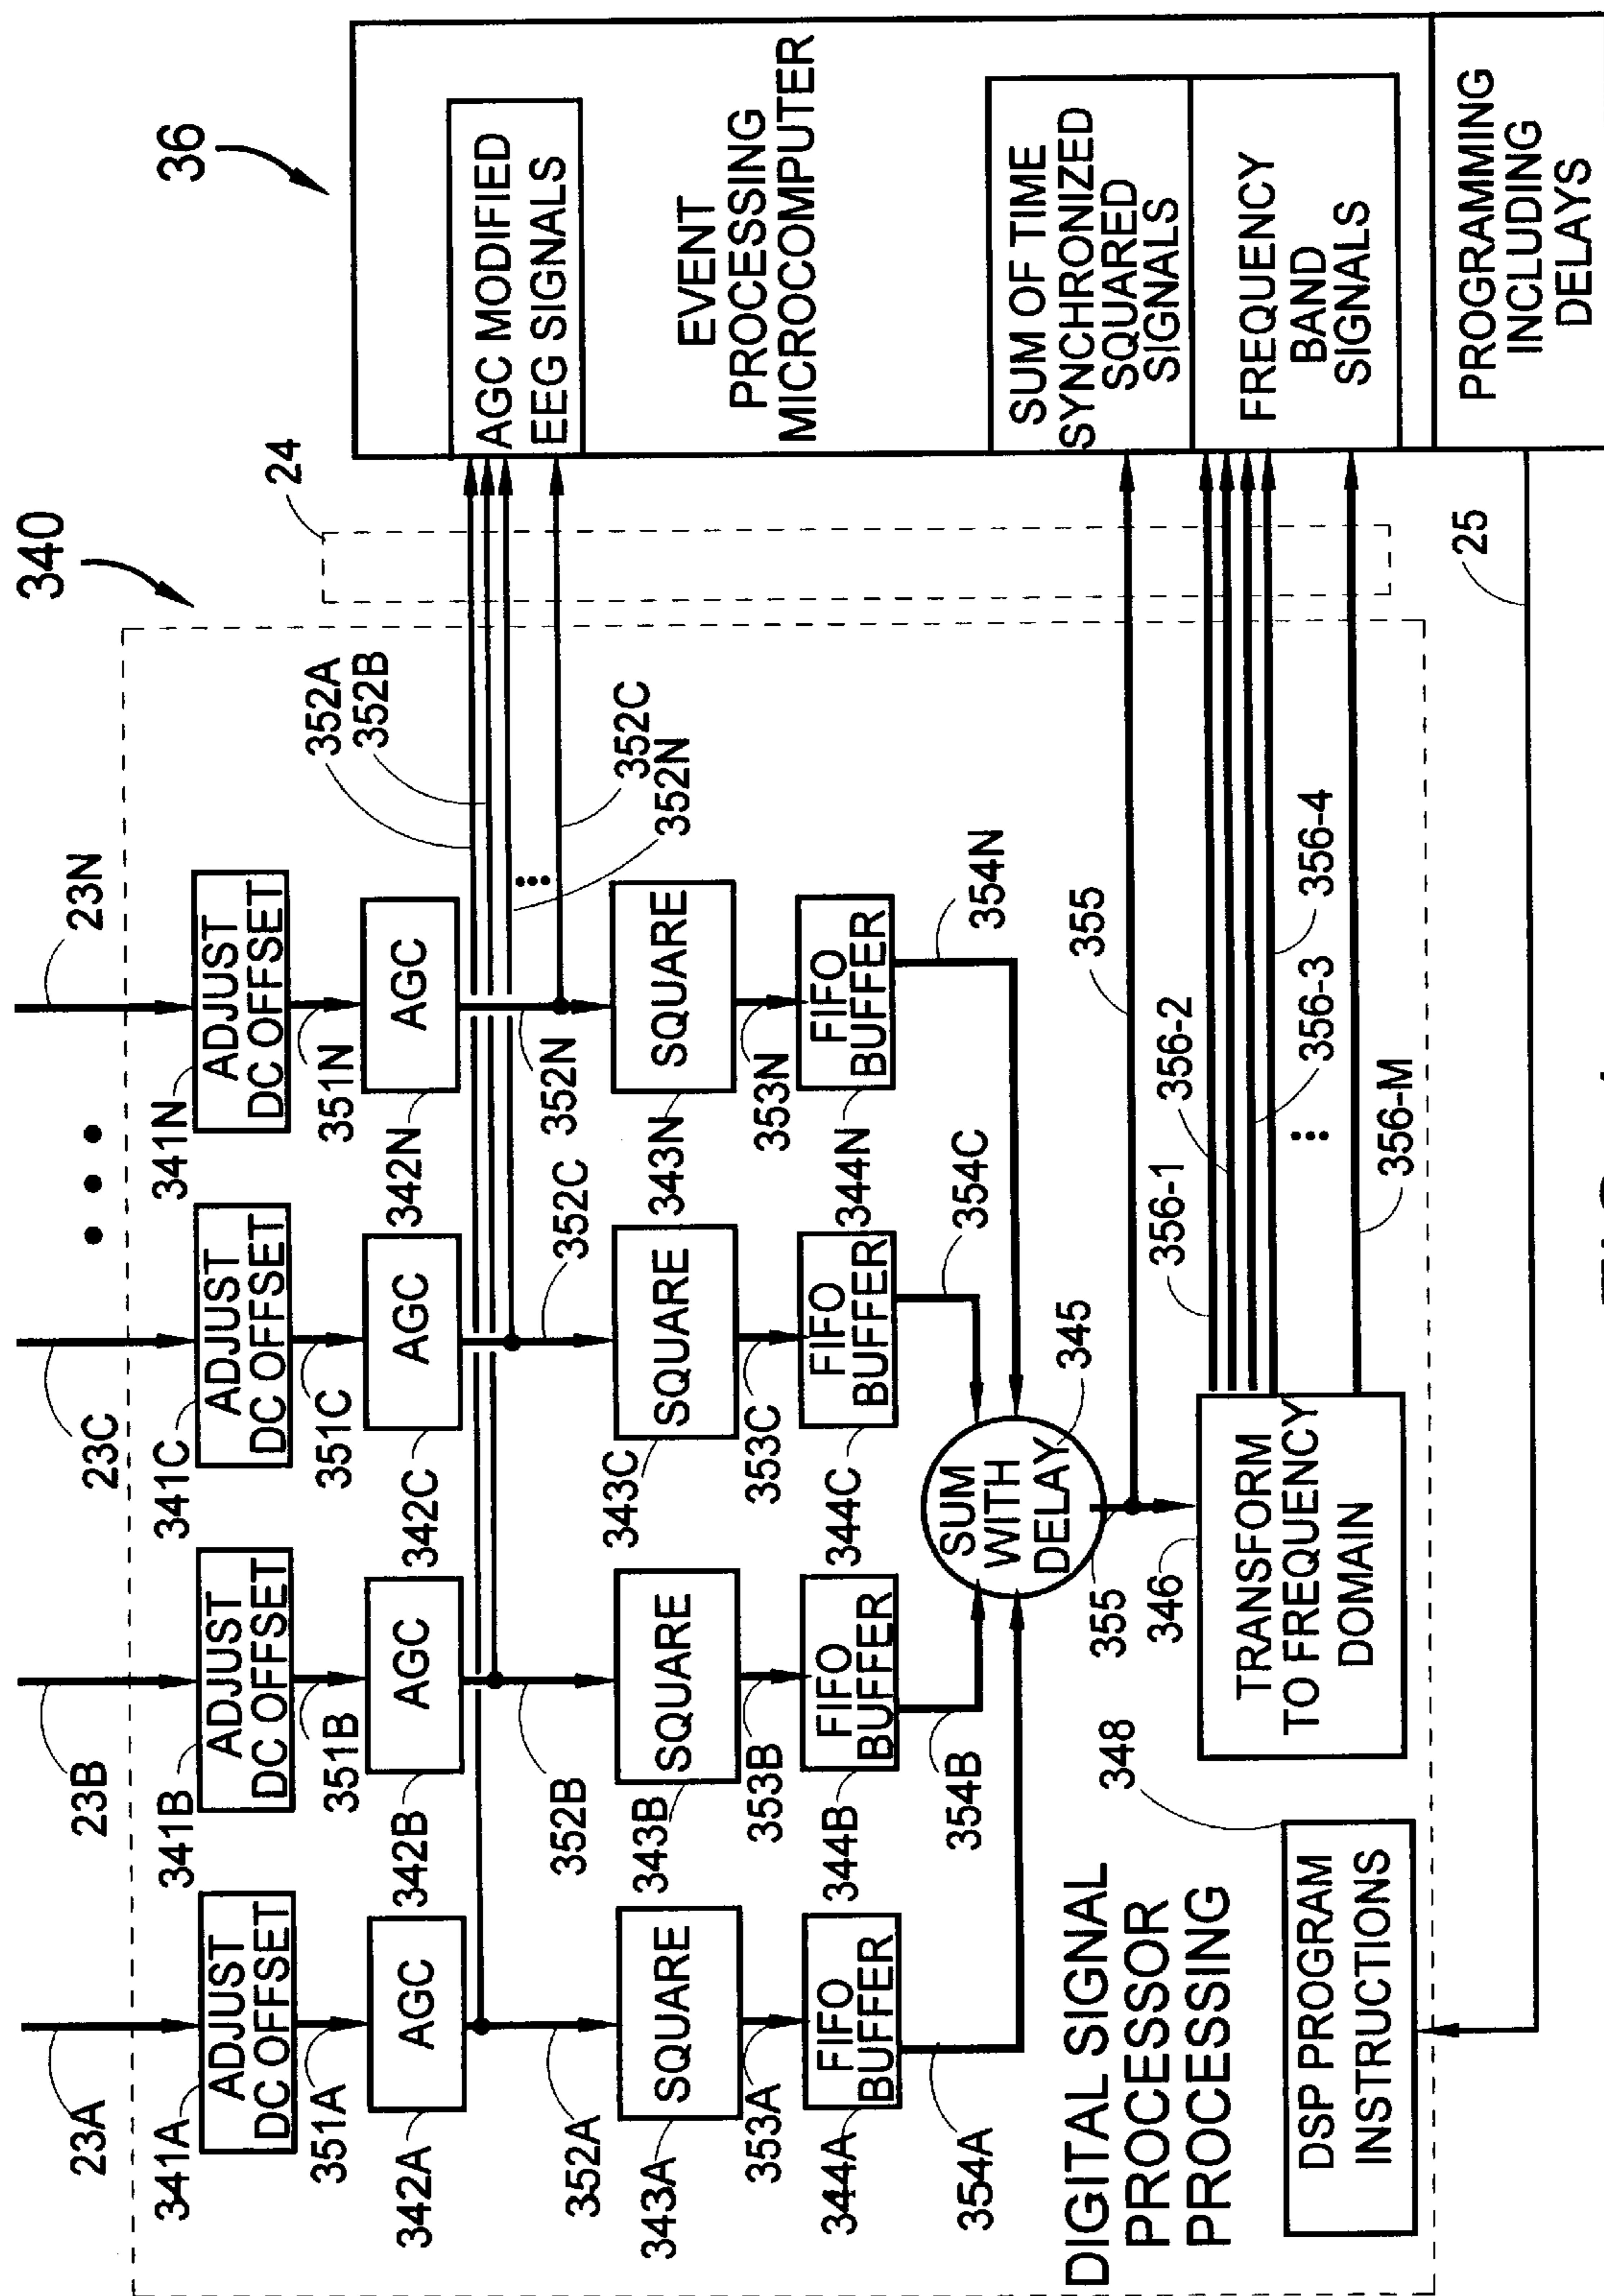 340
36
23A
23B
23C
23N
24
341A
ADJUST
DC OFFSET
341B
ADJUST
DC OFFSET
341C
ADJUST
DC OFFSET
341N
ADJUST
DC OFFSET
351A
351B
351C
351N
342A
AGC
342B
AGC
342C
AGC
342N
AGC
352A
352B
352C
352N
352A
352B
352C
352N
343A
SQUARE
343B
SQUARE
343C
SQUARE
343N
SQUARE
353A
353B
353C
353N
344A
FIFO
BUFFER
344B
FIFO
BUFFER
344C
FIFO
BUFFER
344N
FIFO
BUFFER
354A
354B
354C
354N
SUM
WITH
DELAY
345
355
355
346
TRANSFORM
TO FREQUENCY
DOMAIN
356-1
356-2
356-3
356-4
356-M
DIGITAL SIGNAL
PROCESSOR
PROCESSING
348
DSP PROGRAM
INSTRUCTIONS
25
AGC MODIFIED
EEG SIGNALS
EVENT
PROCESSING
MICROCOMPUTER
SUM OF TIME
SYNCHRONIZED
SQUARED
SIGNALS
FREQUENCY
BAND
SIGNALS
PROGRAMMING
INCLUDING
DELAYS